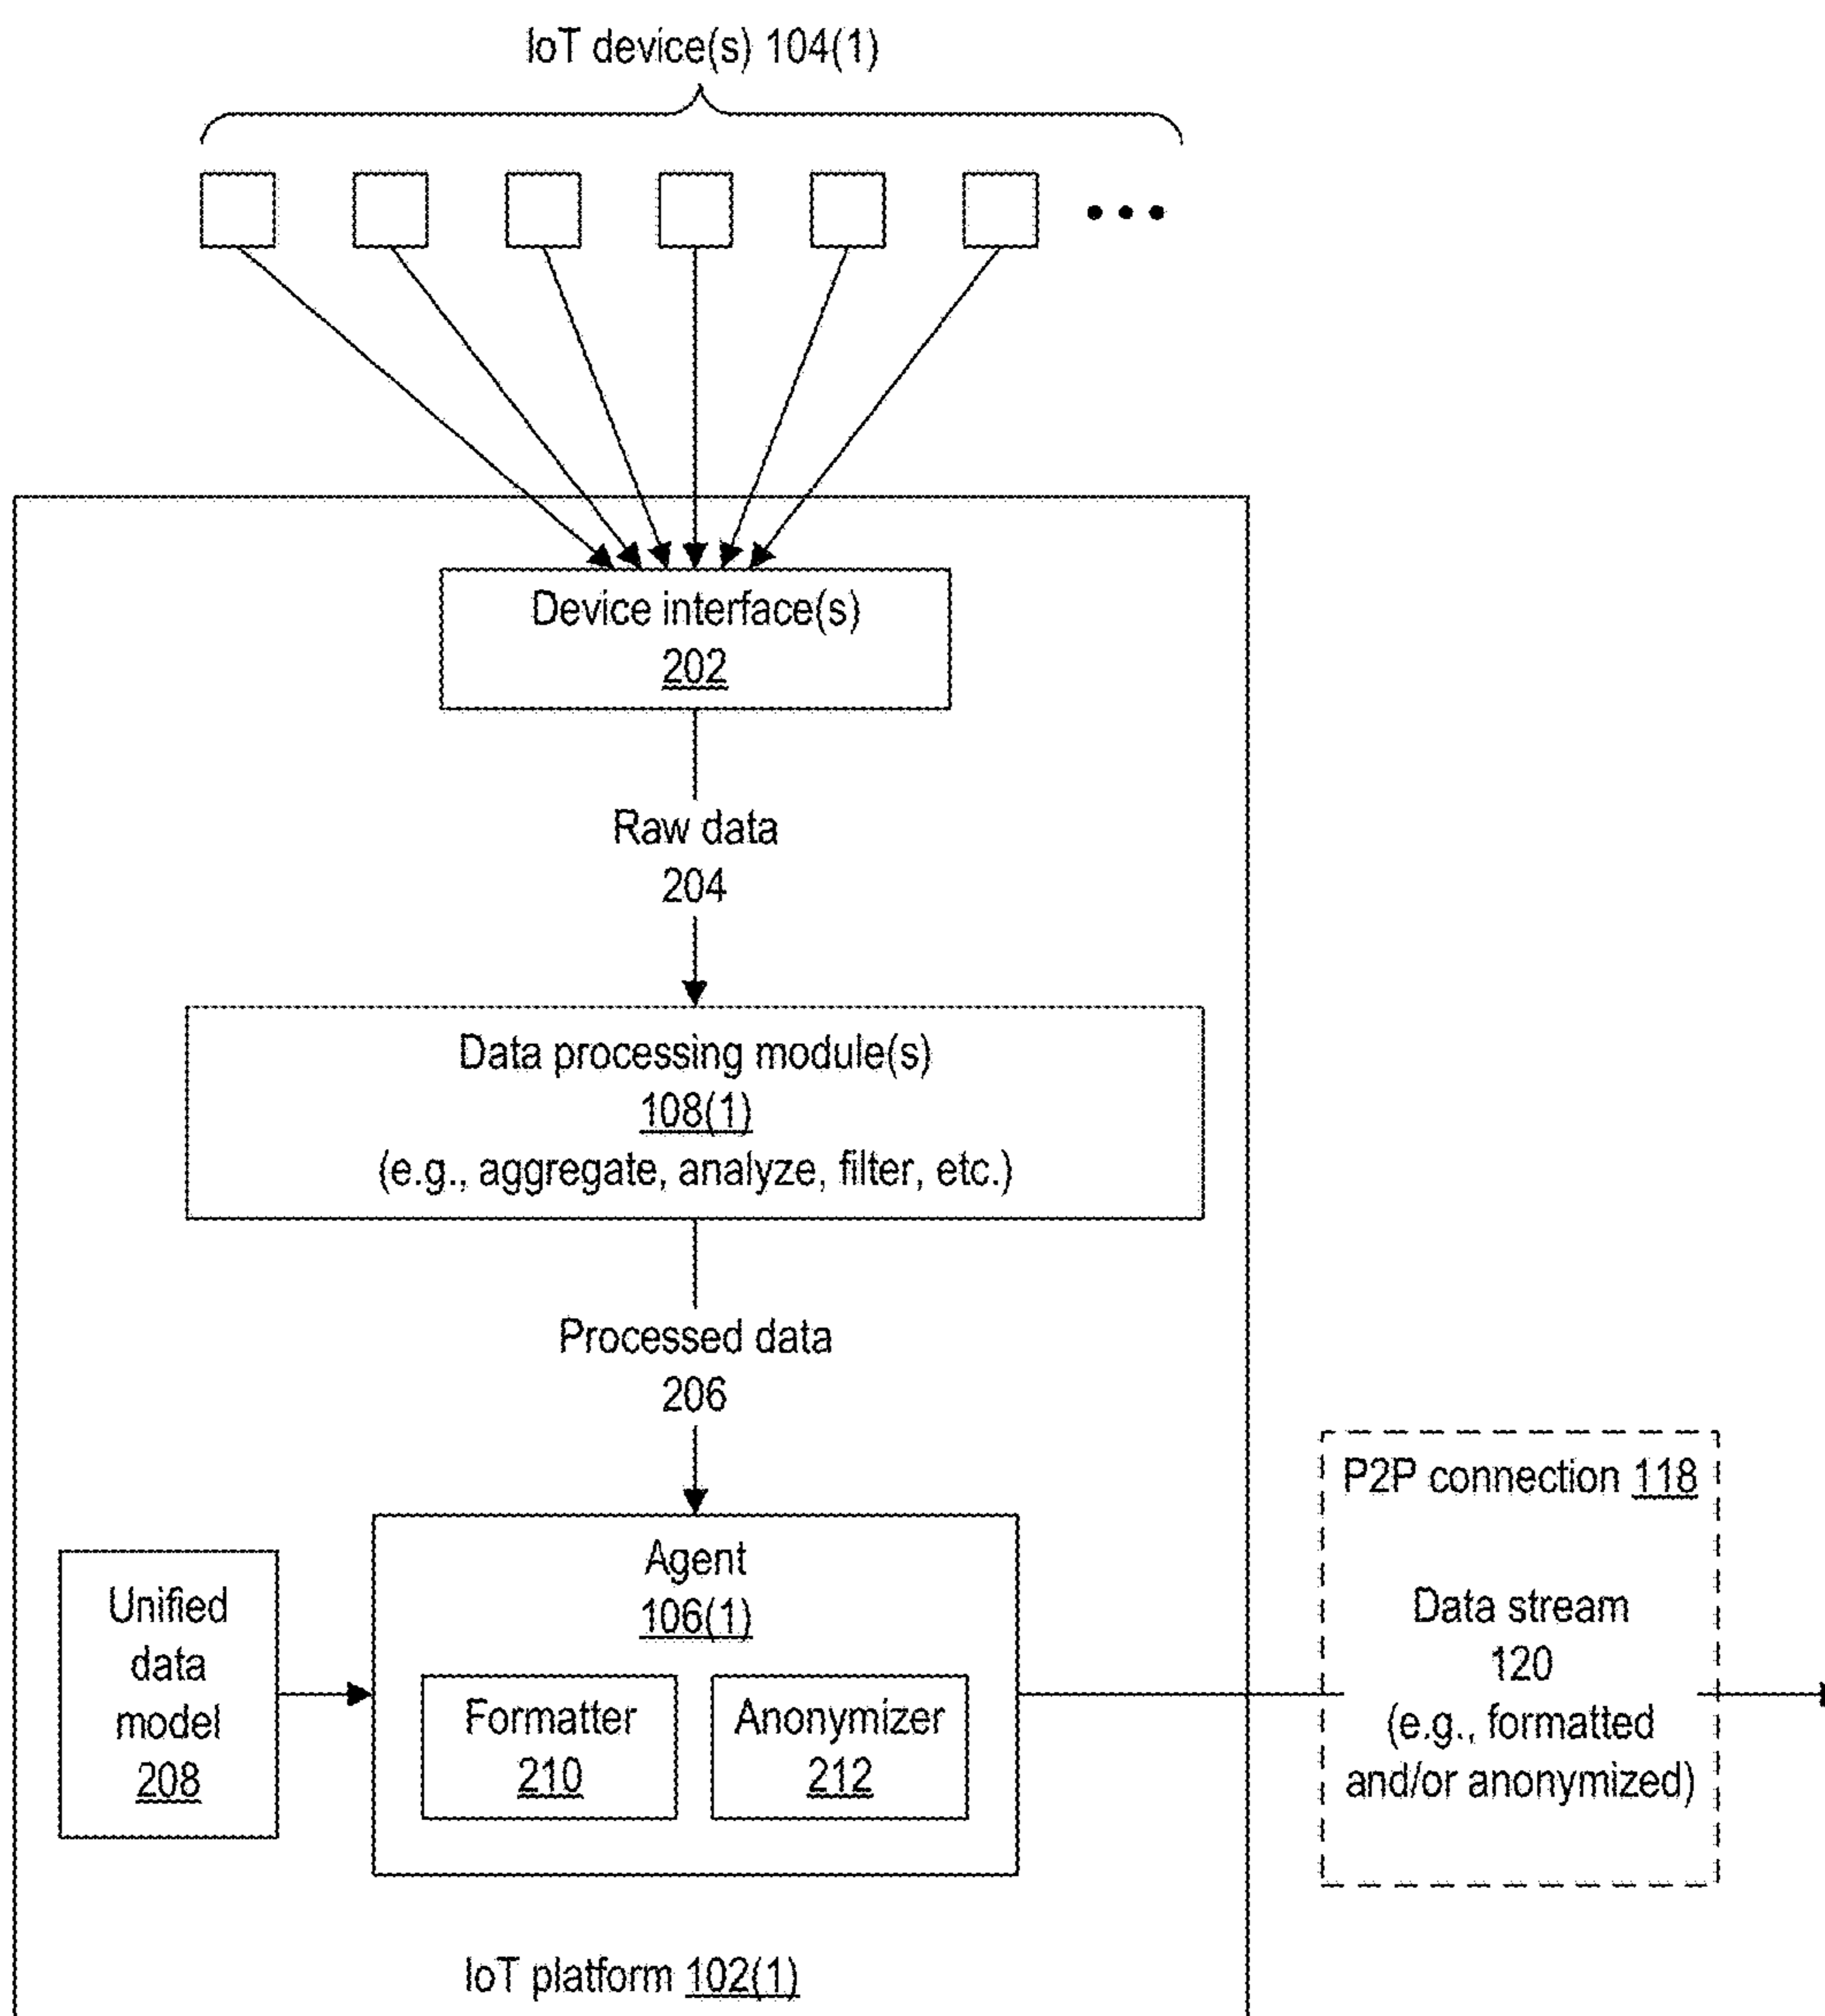 IoT device(s) 104(1)
Device interface(s)
202
Raw data
204
Data processing module(s)
108(1)
(e.g., aggregate, analyze, filter, etc.)
Processed data
206
Unified
data
model
208
Agent
106(1)
Formatter
210
Anonymizer
212
P2P connection 118
Data stream
120
(e.g., formatted
and/or anonymized)
IoT platform 102(1)